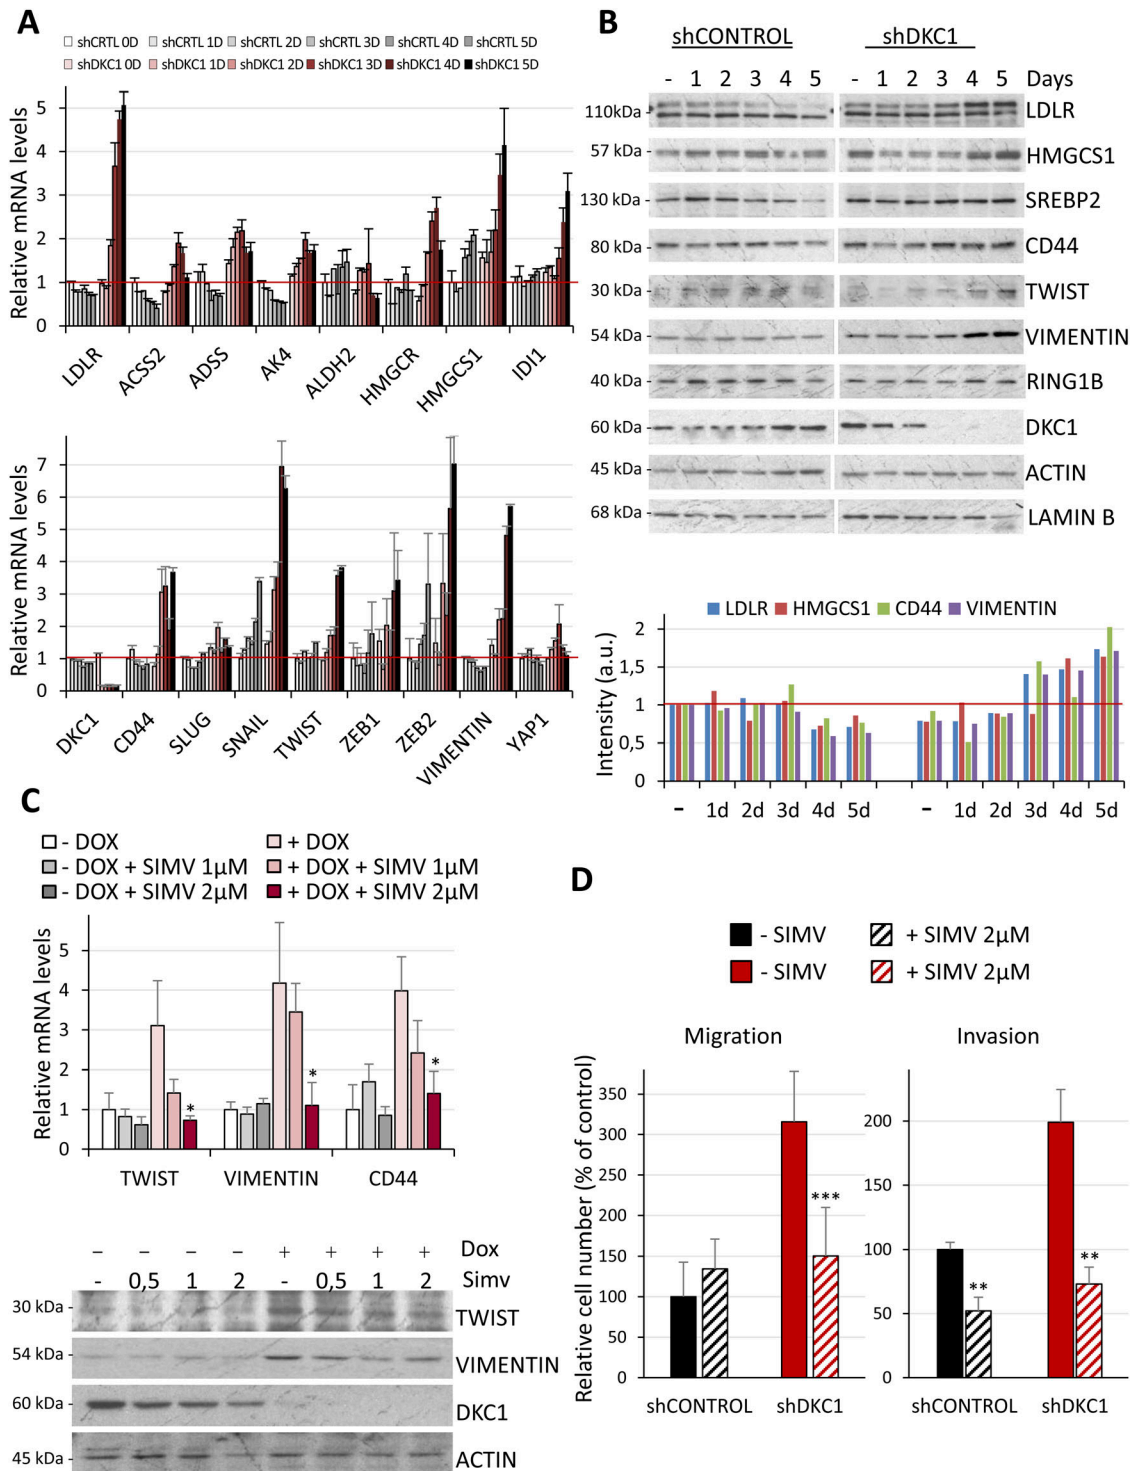 A
shCRTL 0D shCRTL 1D shCRTL 2D shCRTL 3D shCRTL 4D shCRTL 5D
shDKC1 0D shDKC1 1D shDKC1 2D shDKC1 3D shDKC1 4D shDKC1 5D
Relative mRNA levels
5
4
3
2
1
0
LDLR ACSS2 ADSS AK4 ALDH2 HMGCR HMGCS1 IDI1
Relative mRNA levels
7
6
5
4
3
2
1
0
DKC1 CD44 SLUG SNAIL TWIST ZEB1 ZEB2 VIMENTIN YAP1
B
shCONTROL shDKC1
- 1 2 3 4 5 - 1 2 3 4 5 Days
110kDa - LDLR
57 kDa - HMGCS1
130 kDa - SREBP2
80 kDa - CD44
30 kDa - TWIST
54 kDa - VIMENTIN
40 kDa - RING1B
60 kDa - DKC1
45 kDa - ACTIN
68 kDa - LAMIN B
LDLR HMGCS1 CD44 VIMENTIN
Intensity (a.u.)
2
1,5
1
0,5
0
- 1d 2d 3d 4d 5d - 1d 2d 3d 4d 5d
C
- DOX + DOX
- DOX + SIMV 1µM + DOX + SIMV 1µM
- DOX + SIMV 2µM + DOX + SIMV 2µM
Relative mRNA levels
5
4
3
2
1
0
* * *
TWIST VIMENTIN CD44
− − − − + + + + Dox
- 0,5 1 2 - 0,5 1 2 Simv
30 kDa - TWIST
54 kDa - VIMENTIN
60 kDa - DKC1
45 kDa - ACTIN
D
- SIMV + SIMV 2µM
- SIMV + SIMV 2µM
Migration Invasion
Relative cell number (% of control)
350
300
250
200
150
100
50
0
***
shCONTROL shDKC1
200
150
100
50
0
** **
shCONTROL shDKC1